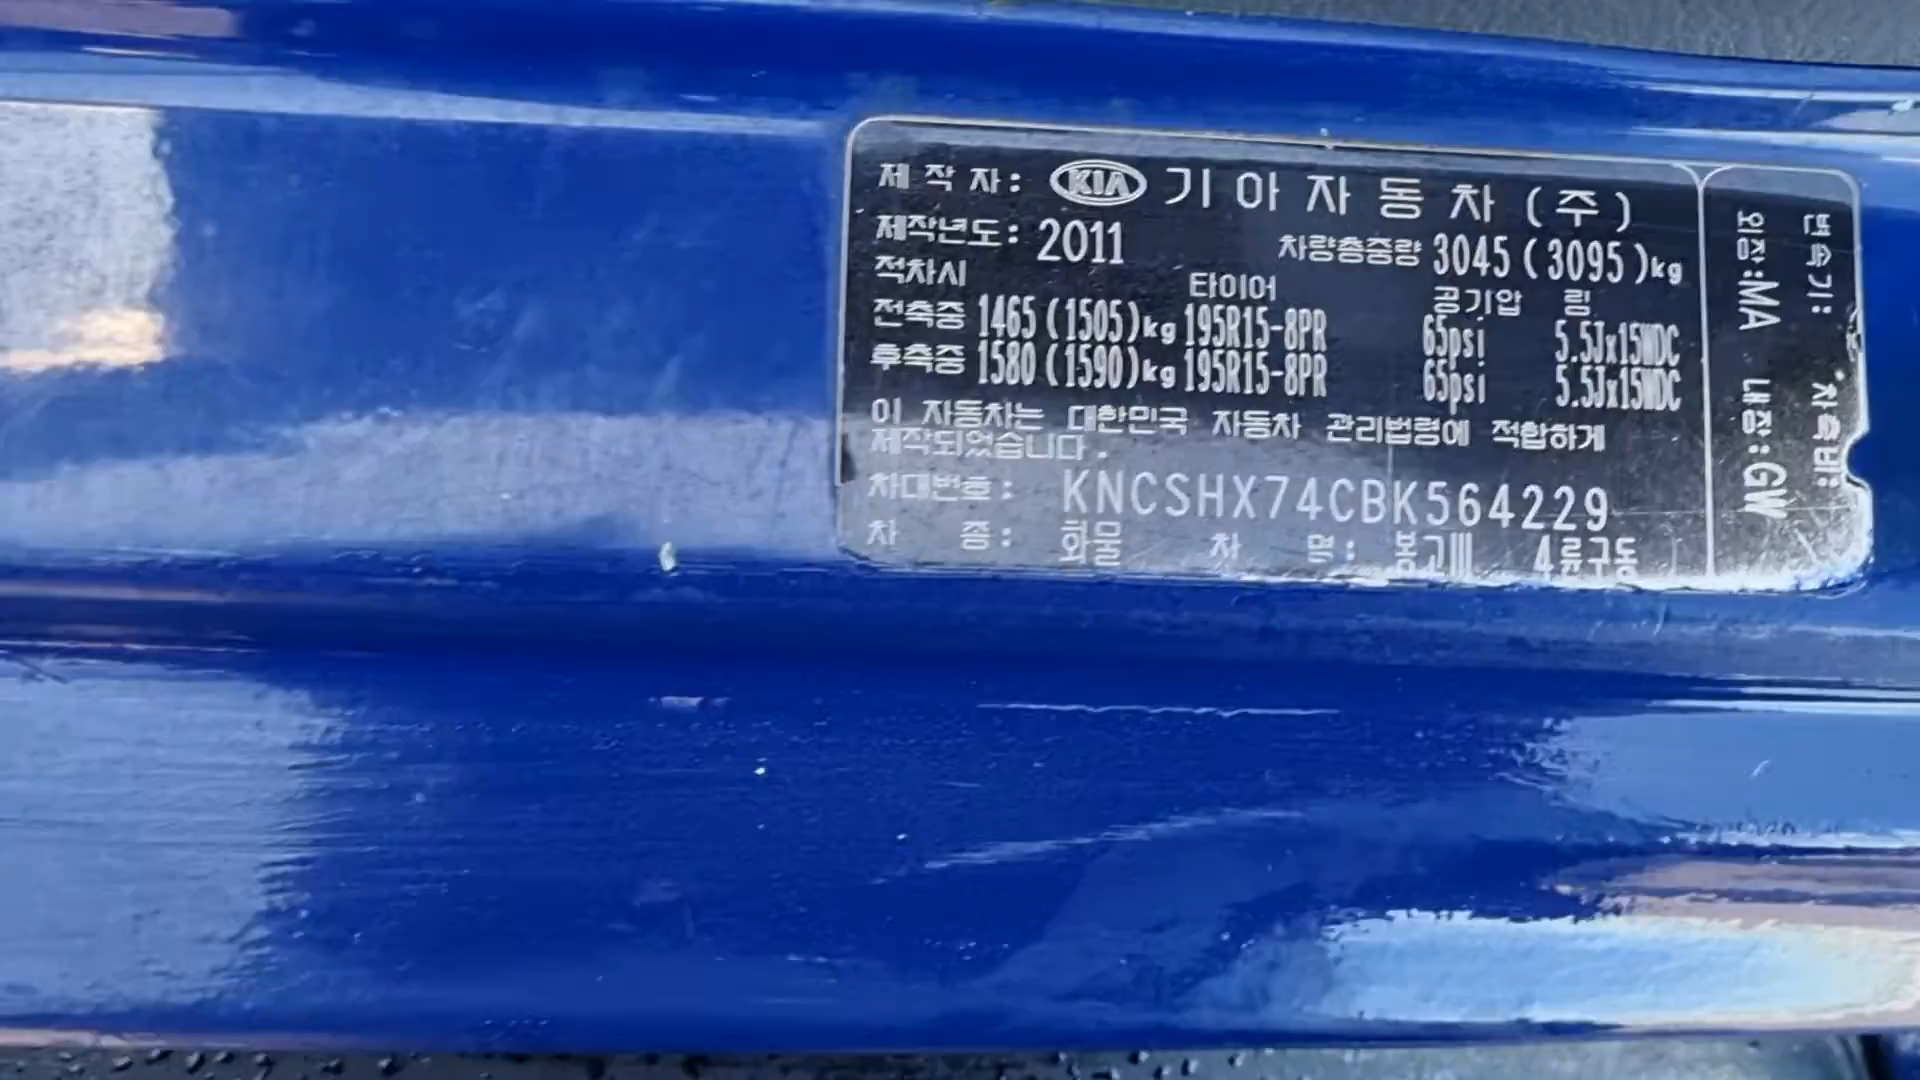 제 작 자: KIA 기아자동차(주)
제작년도: 2011 차량총중량 3045 (3095)kg
적차시 타이어 공기압 림
전축중 1465 (1505)kg 195R15-8PR 65psi 5.5Jx15WDC
후축중 1580 (1590)kg 195R15-8PR 65psi 5.5Jx15WDC
이 자동차는 대한민국 자동차 관리법령에 적합하게
제작되었습니다.
차대번호: KNCSHX74CBK564229
차 종: 화물 차 명: 봉고Ⅲ 4륜구동
변속기: 차축비:
외장:MA 내장:GW